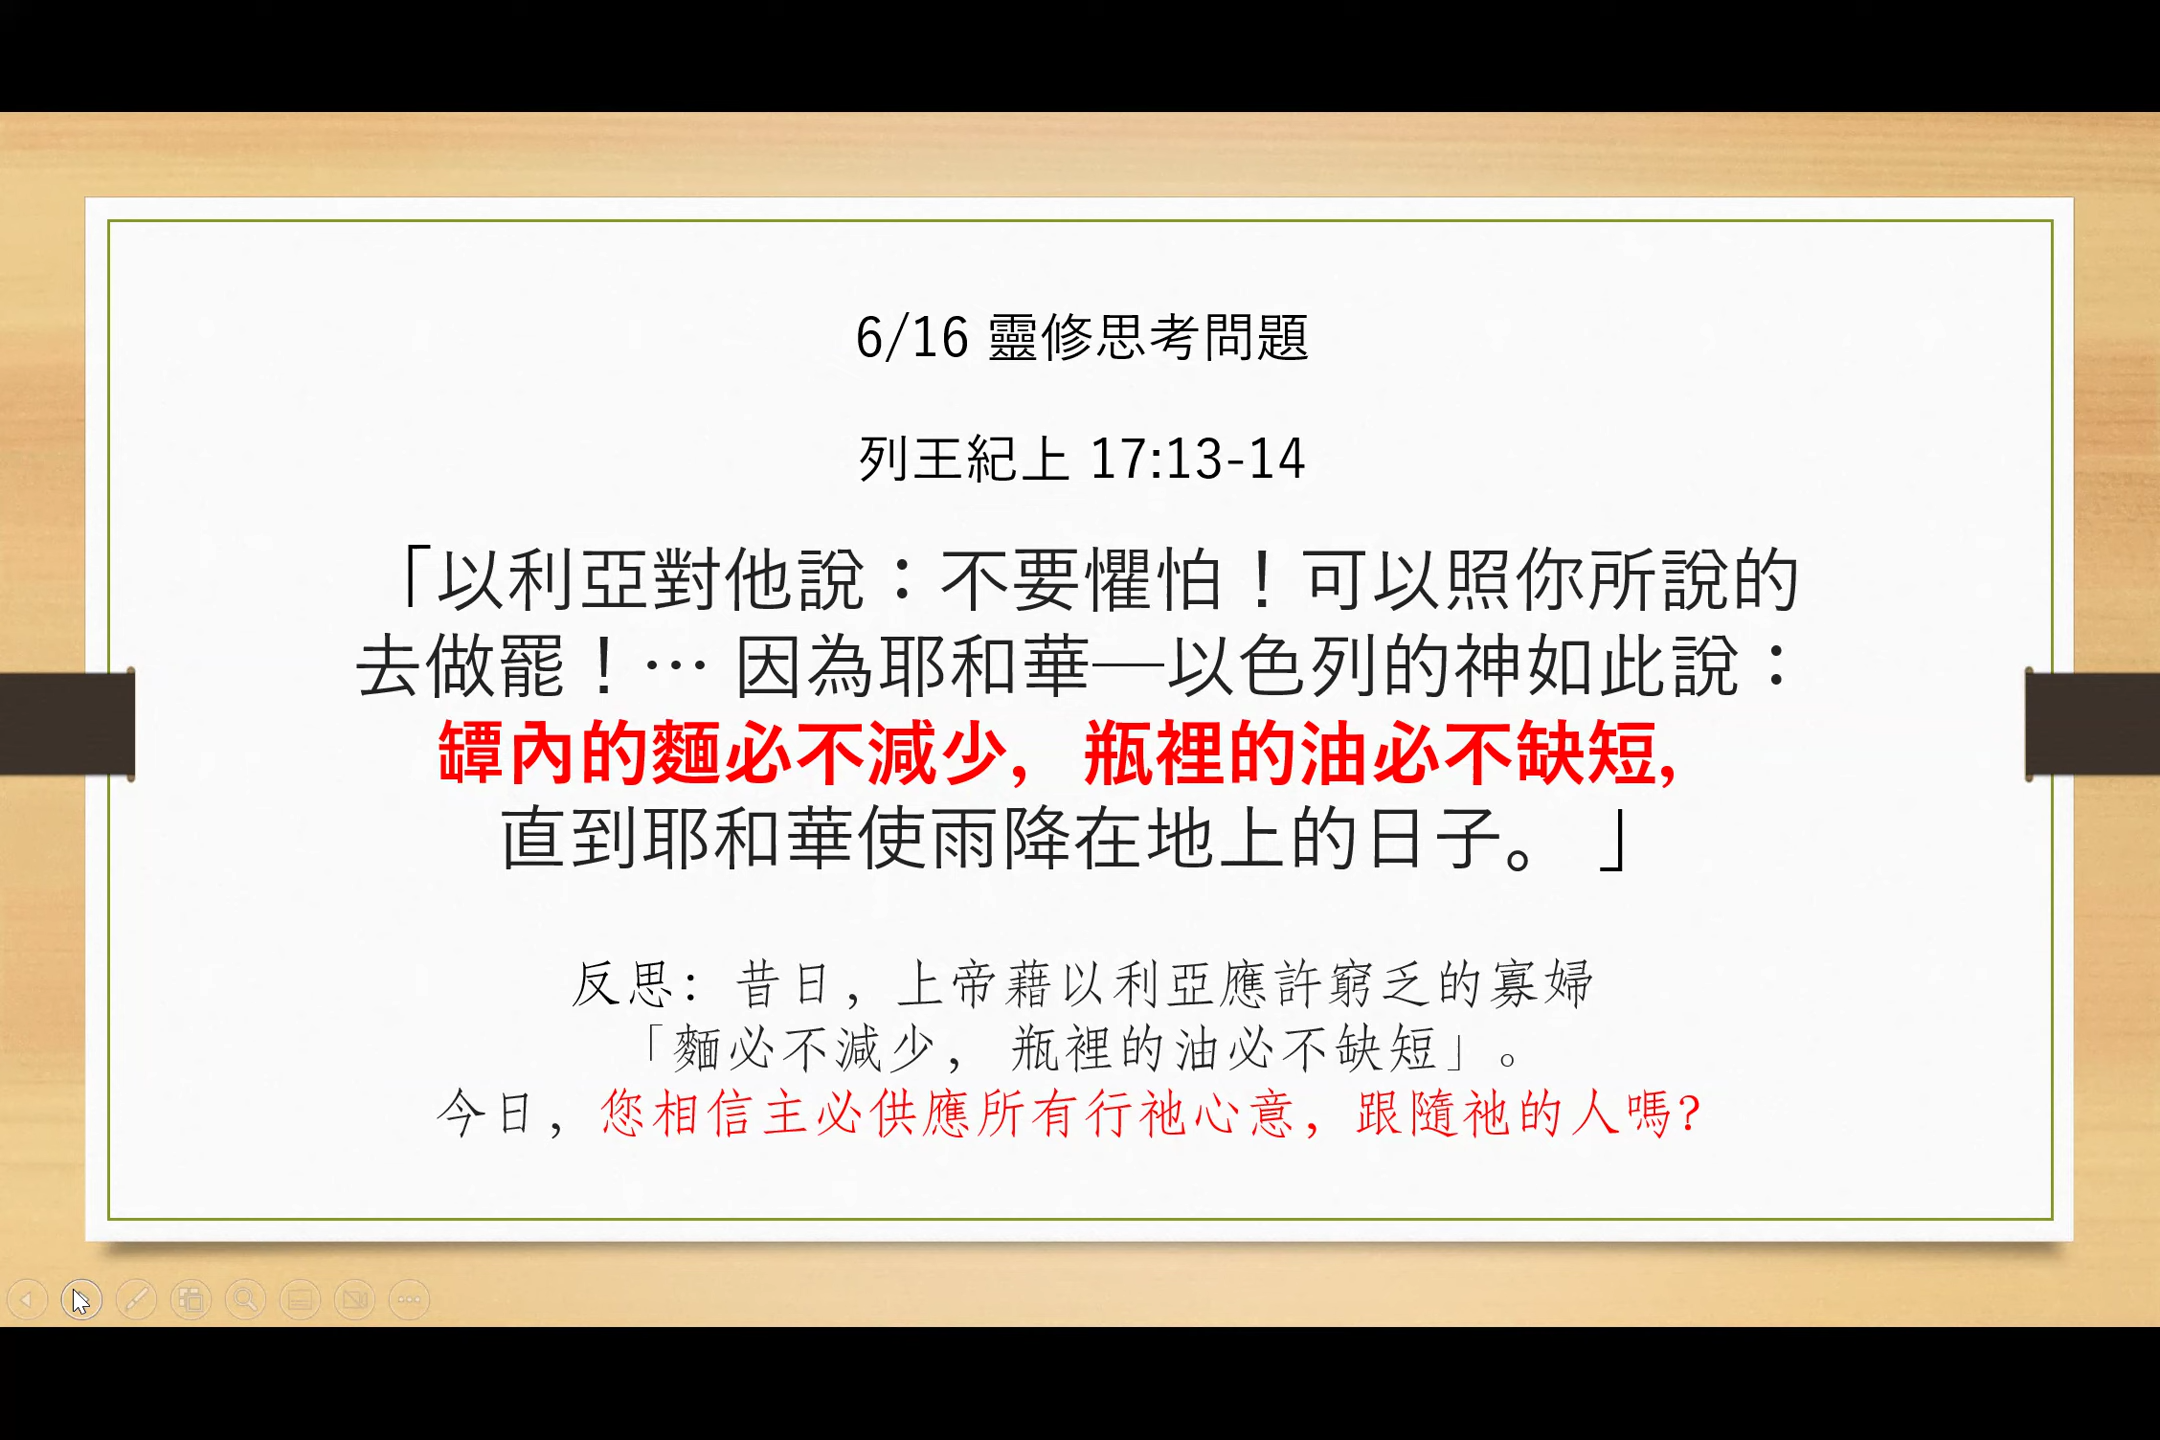 6/16 靈修思考問題
列王紀上 17:13-14
「以利亞對他說：不要懼怕！可以照你所說的
去做罷！… 因為耶和華─以色列的神如此說：
罈內的麵必不減少，瓶裡的油必不缺短，
直到耶和華使雨降在地上的日子。 」
反思：昔日，上帝藉以利亞應許窮乏的寡婦
「麵必不減少， 瓶裡的油必不缺短」。
今日，您相信主必供應所有行祂心意，跟隨祂的人嗎？